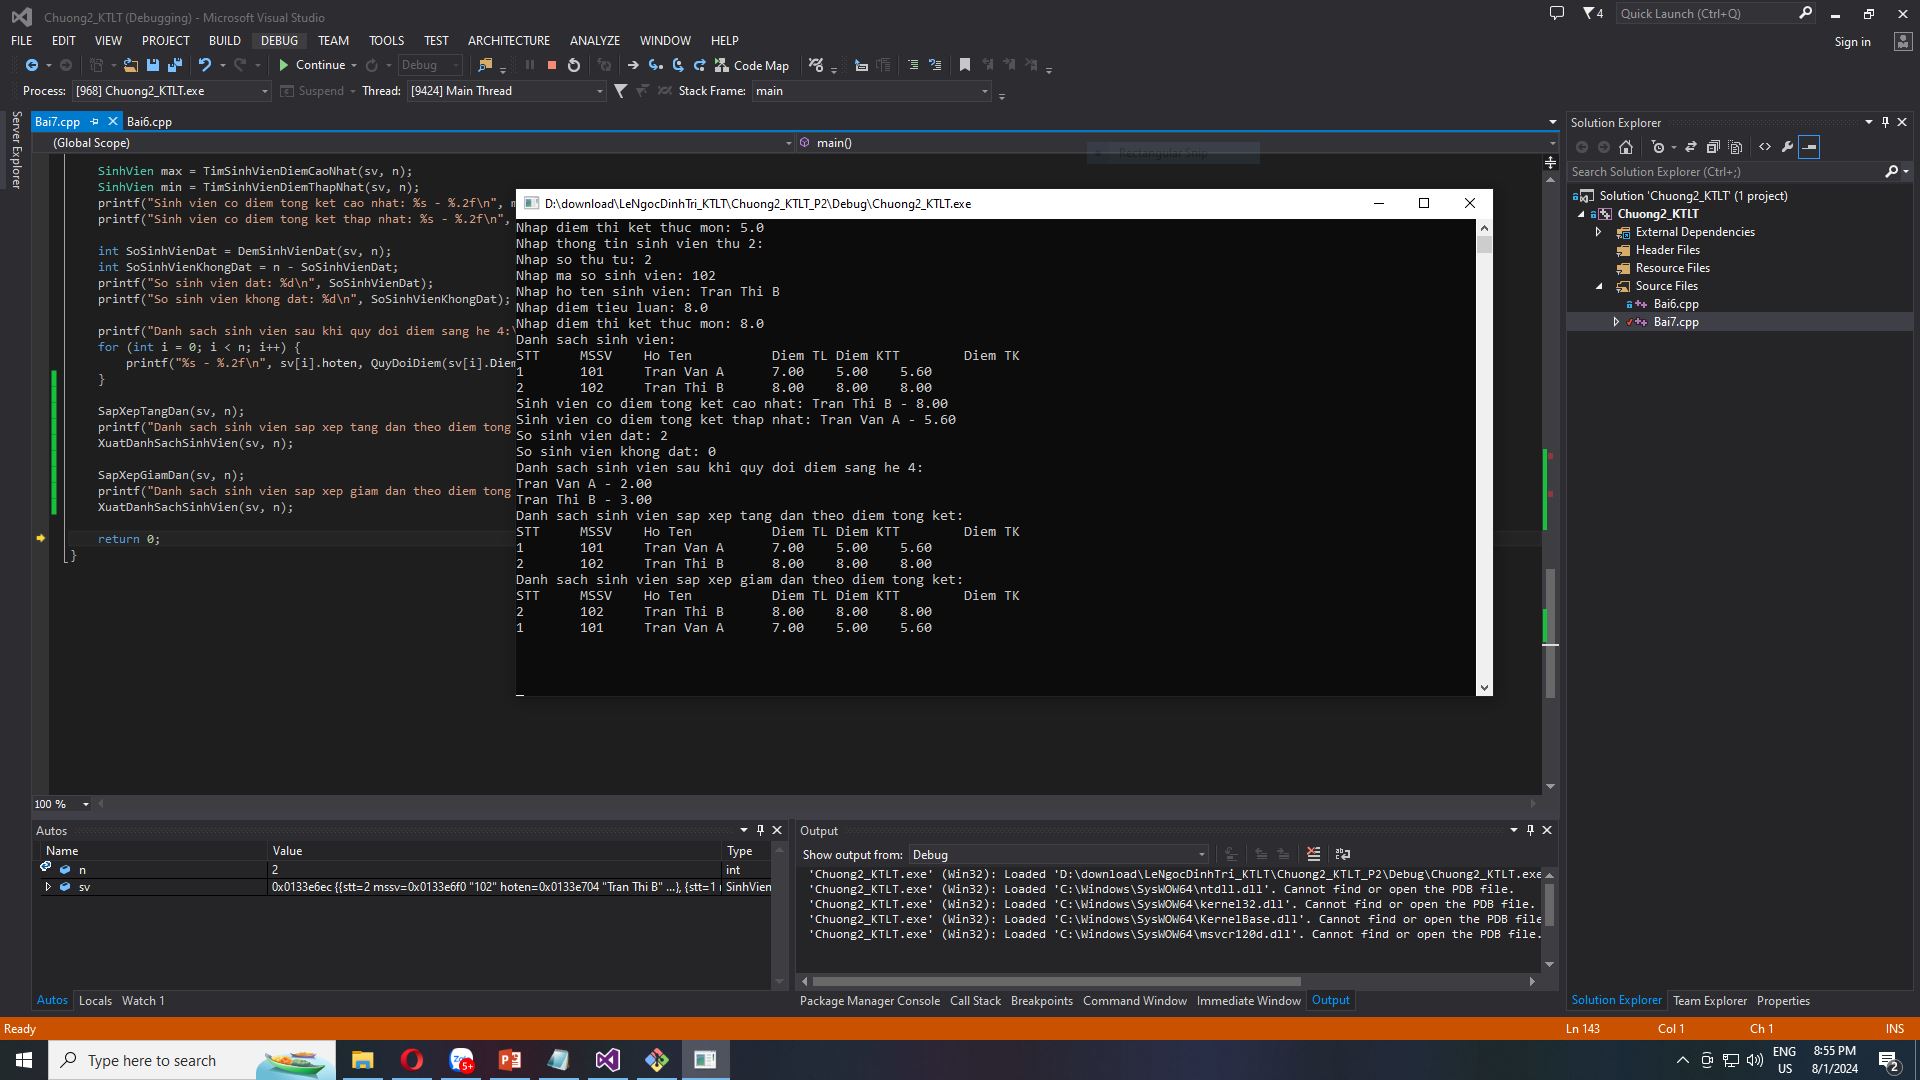 Chuong2_KTLT (Debugging) - Microsoft Visual Studio
4
Quick Launch (Ctrl+Q)
FILE EDIT VIEW PROJECT BUILD DEBUG TEAM TOOLS TEST ARCHITECTURE ANALYZE WINDOW HELP
Sign in
Continue Debug Code Map
Process: [968] Chuong2_KTLT.exe Suspend Thread: [9424] Main Thread Stack Frame: main
Server Explorer
Bai7.cpp Bai6.cpp
(Global Scope) main()
Rectangular Snip
SinhVien max = TimSinhVienDiemCaoNhat(sv, n);
SinhVien min = TimSinhVienDiemThapNhat(sv, n);
printf("Sinh vien co diem tong ket cao nhat: %s - %.2f\n", m
printf("Sinh vien co diem tong ket thap nhat: %s - %.2f\n",
int SoSinhVienDat = DemSinhVienDat(sv, n);
int SoSinhVienKhongDat = n - SoSinhVienDat;
printf("So sinh vien dat: %d\n", SoSinhVienDat);
printf("So sinh vien khong dat: %d\n", SoSinhVienKhongDat);
printf("Danh sach sinh vien sau khi quy doi diem sang he 4:\
for (int i = 0; i < n; i++) {
printf("%s - %.2f\n", sv[i].hoten, QuyDoiDiem(sv[i].Diem
}
SapXepTangDan(sv, n);
printf("Danh sach sinh vien sap xep tang dan theo diem tong
XuatDanhSachSinhVien(sv, n);
SapXepGiamDan(sv, n);
printf("Danh sach sinh vien sap xep giam dan theo diem tong
XuatDanhSachSinhVien(sv, n);
return 0;
}
D:\download\LeNgocDinhTri_KTLT\Chuong2_KTLT_P2\Debug\Chuong2_KTLT.exe
Nhap diem thi ket thuc mon: 5.0
Nhap thong tin sinh vien thu 2:
Nhap so thu tu: 2
Nhap ma so sinh vien: 102
Nhap ho ten sinh vien: Tran Thi B
Nhap diem tieu luan: 8.0
Nhap diem thi ket thuc mon: 8.0
Danh sach sinh vien:
STT MSSV Ho Ten Diem TL Diem KTT Diem TK
1 101 Tran Van A 7.00 5.00 5.60
2 102 Tran Thi B 8.00 8.00 8.00
Sinh vien co diem tong ket cao nhat: Tran Thi B - 8.00
Sinh vien co diem tong ket thap nhat: Tran Van A - 5.60
So sinh vien dat: 2
So sinh vien khong dat: 0
Danh sach sinh vien sau khi quy doi diem sang he 4:
Tran Van A - 2.00
Tran Thi B - 3.00
Danh sach sinh vien sap xep tang dan theo diem tong ket:
STT MSSV Ho Ten Diem TL Diem KTT Diem TK
1 101 Tran Van A 7.00 5.00 5.60
2 102 Tran Thi B 8.00 8.00 8.00
Danh sach sinh vien sap xep giam dan theo diem tong ket:
STT MSSV Ho Ten Diem TL Diem KTT Diem TK
2 102 Tran Thi B 8.00 8.00 8.00
1 101 Tran Van A 7.00 5.00 5.60
Solution Explorer
Search Solution Explorer (Ctrl+;)
Solution 'Chuong2_KTLT' (1 project)
Chuong2_KTLT
External Dependencies
Header Files
Resource Files
Source Files
Bai6.cpp
Bai7.cpp
100 %
Autos
Name Value Type
n 2 int
sv 0x0133e6ec {{stt=2 mssv=0x0133e6f0 "102" hoten=0x0133e704 "Tran Thi B" ...}, {stt=1 r SinhVien
Autos Locals Watch 1
Output
Show output from: Debug
'Chuong2_KTLT.exe' (Win32): Loaded 'D:\download\LeNgocDinhTri_KTLT\Chuong2_KTLT_P2\Debug\Chuong2_KTLT.exe
'Chuong2_KTLT.exe' (Win32): Loaded 'C:\Windows\SysWOW64\ntdll.dll'. Cannot find or open the PDB file.
'Chuong2_KTLT.exe' (Win32): Loaded 'C:\Windows\SysWOW64\kernel32.dll'. Cannot find or open the PDB file.
'Chuong2_KTLT.exe' (Win32): Loaded 'C:\Windows\SysWOW64\KernelBase.dll'. Cannot find or open the PDB file
'Chuong2_KTLT.exe' (Win32): Loaded 'C:\Windows\SysWOW64\msvcr120d.dll'. Cannot find or open the PDB file.
Package Manager Console Call Stack Breakpoints Command Window Immediate Window Output
Solution Explorer Team Explorer Properties
Ready Ln 143 Col 1 Ch 1 INS
Type here to search
5+
ENG
US
8:55 PM
8/1/2024
2